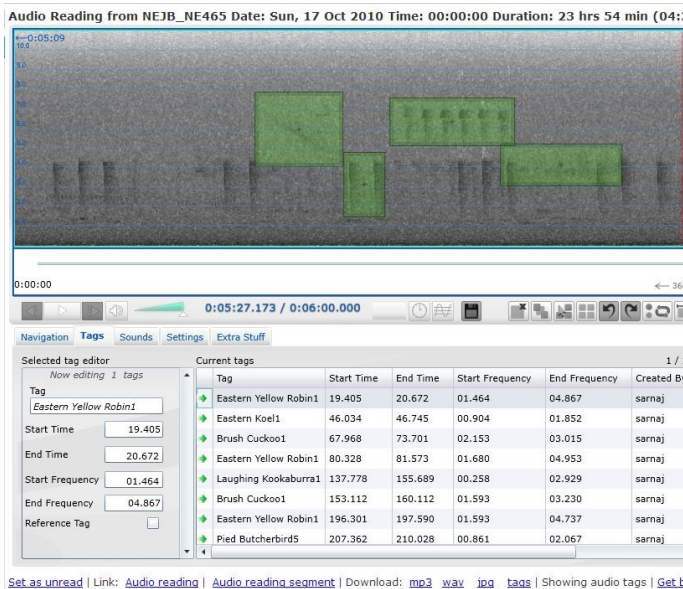 Audio Reading from NEJB_NE465 Date: Sun, 17 Oct 2010 Time: 00:00:00 Duration: 23 hrs 54 min (04:
←0:05:09
10.0
0:00:00
← 36
0:05:27.173 / 0:06:00.000
Navigation Tags Sounds Settings Extra Stuff
Selected tag editor
Now editing 1 tags
Tag
Eastern Yellow Robin1
Start Time 19.405
End Time 20.672
Start Frequency 01.464
End Frequency 04.867
Reference Tag
Current tags 1 /
Tag Start Time End Time Start Frequency End Frequency Created B
Eastern Yellow Robin1 19.405 20.672 01.464 04.867 sarnaj
Eastern Koel1 46.034 46.745 00.904 01.852 sarnaj
Brush Cuckoo1 67.968 73.701 02.153 03.015 sarnaj
Eastern Yellow Robin1 80.328 81.573 01.680 04.953 sarnaj
Laughing Kookaburra1 137.778 155.689 00.258 02.929 sarnaj
Brush Cuckoo1 153.112 160.112 01.593 03.230 sarnaj
Eastern Yellow Robin1 196.301 197.590 01.593 04.737 sarnaj
Pied Butcherbird5 207.362 210.028 00.861 02.067 sarnaj
Set as unread | Link: Audio reading | Audio reading segment | Download: mp3 wav jpg tags | Showing audio tags | Get b